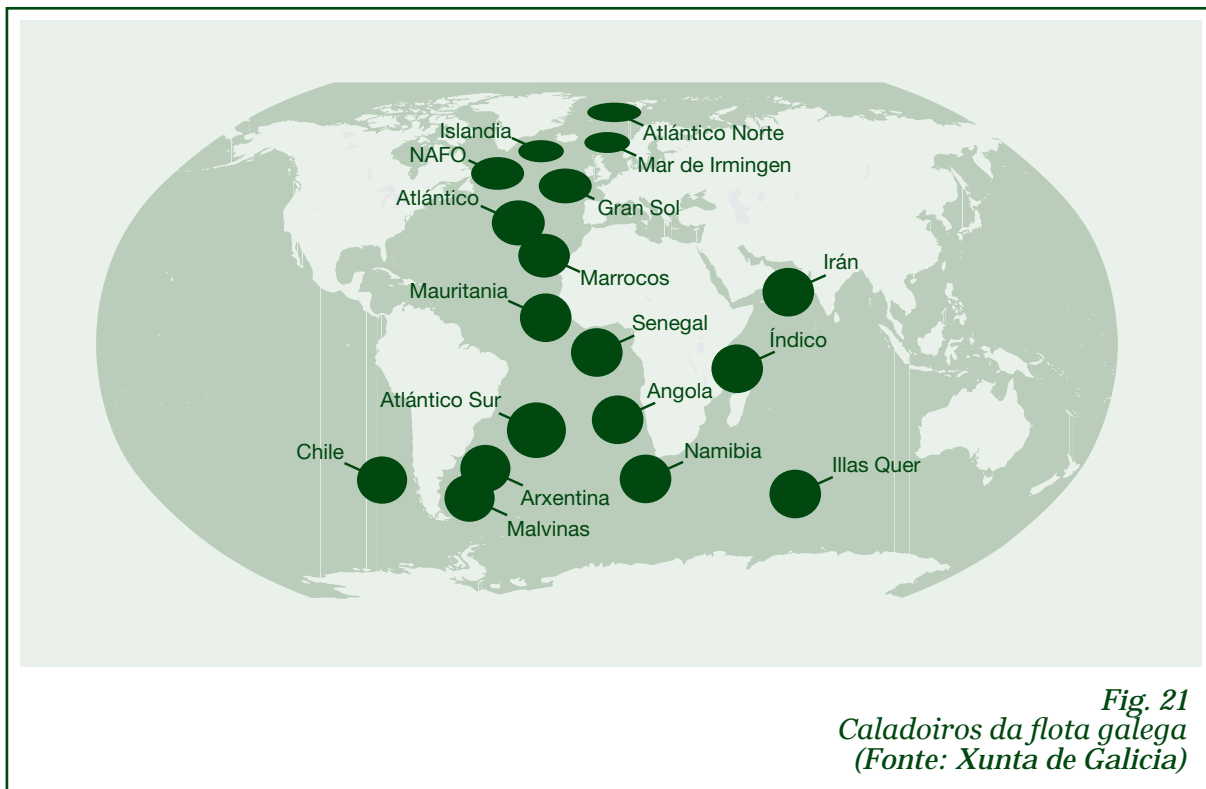 Atlántico Norte
Islandia
Mar de Irmingen
NAFO
Atlántico
Gran Sol
Irán
Marrocos
Mauritania
Senegal
Índico
Angola
Atlántico Sur
Chile
Namibia
Illas Quer
Arxentina
Malvinas
Fig. 21
Caladoiros da flota galega
(Fonte: Xunta de Galicia)